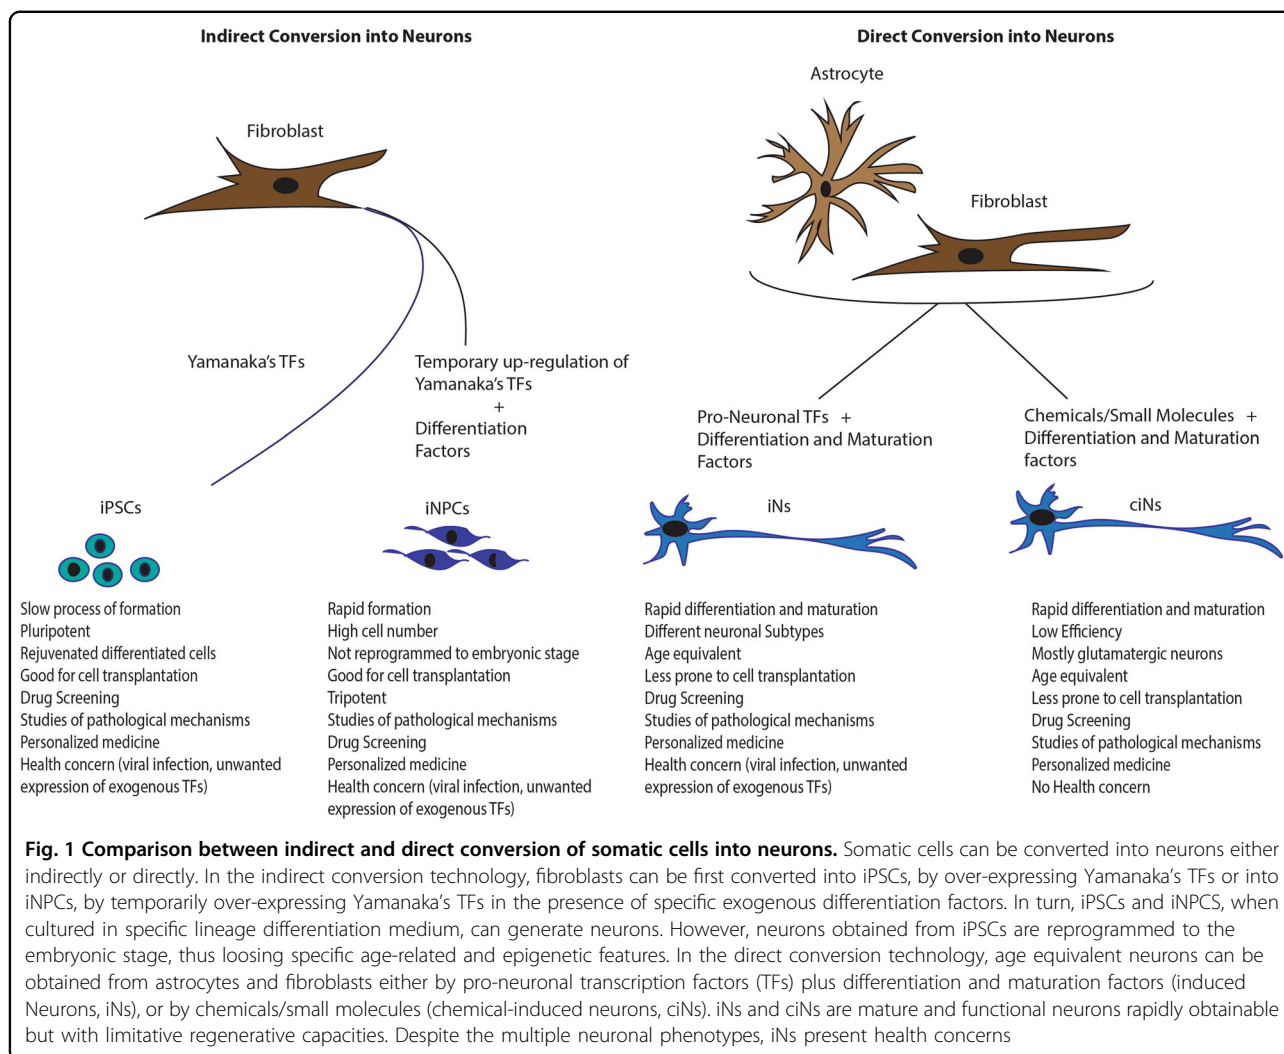 Indirect Conversion into Neurons
Fibroblast
Yamanaka's TFs
Temporary up-regulation of
Yamanaka's TFs
+
Differentiation
Factors
iPSCs
Slow process of formation
Pluripotent
Rejuvenated differentiated cells
Good for cell transplantation
Drug Screening
Studies of pathological mechanisms
Personalized medicine
Health concern (viral infection, unwanted
expression of exogenous TFs)
iNPCs
Rapid formation
High cell number
Not reprogrammed to embryonic stage
Good for cell transplantation
Tripotent
Studies of pathological mechanisms
Drug Screening
Personalized medicine
Health concern (viral infection, unwanted
expression of exogenous TFs)
Direct Conversion into Neurons
Astrocyte
Fibroblast
Pro-Neuronal TFs +
Differentiation and Maturation
Factors
iNs
Rapid differentiation and maturation
Different neuronal Subtypes
Age equivalent
Less prone to cell transplantation
Drug Screening
Studies of pathological mechanisms
Personalized medicine
Health concern (viral infection, unwanted
expression of exogenous TFs)
Chemicals/Small Molecules +
Differentiation and Maturation
factors
ciNs
Rapid differentiation and maturation
Low Efficiency
Mostly glutamatergic neurons
Age equivalent
Less prone to cell transplantation
Drug Screening
Studies of pathological mechanisms
Personalized medicine
No Health concern
Fig. 1 Comparison between indirect and direct conversion of somatic cells into neurons. Somatic cells can be converted into neurons either
indirectly or directly. In the indirect conversion technology, fibroblasts can be first converted into iPSCs, by over-expressing Yamanaka's TFs or into
iNPCs, by temporarily over-expressing Yamanaka's TFs in the presence of specific exogenous differentiation factors. In turn, iPSCs and iNPCS, when
cultured in specific lineage differentiation medium, can generate neurons. However, neurons obtained from iPSCs are reprogrammed to the
embryonic stage, thus loosing specific age-related and epigenetic features. In the direct conversion technology, age equivalent neurons can be
obtained from astrocytes and fibroblasts either by pro-neuronal transcription factors (TFs) plus differentiation and maturation factors (induced
Neurons, iNs), or by chemicals/small molecules (chemical-induced neurons, ciNs). iNs and ciNs are mature and functional neurons rapidly obtainable
but with limitative regenerative capacities. Despite the multiple neuronal phenotypes, iNs present health concerns